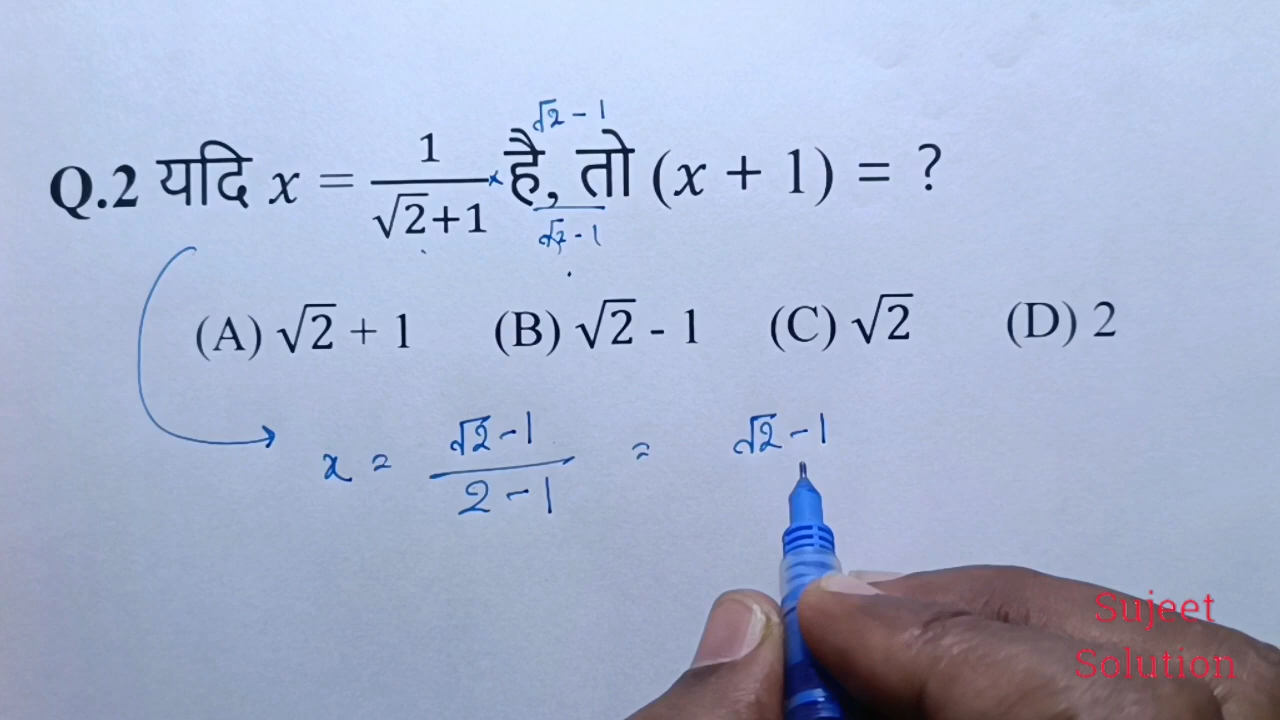 √2 - 1
Q.2 यदि x = 1/(√2+1) × है, तो (x + 1) = ?
√2 - 1
(A) √2 + 1 (B) √2 - 1 (C) √2 (D) 2
x = (√2 - 1)/(2 - 1) = √2 - 1
Sujeet
Solution